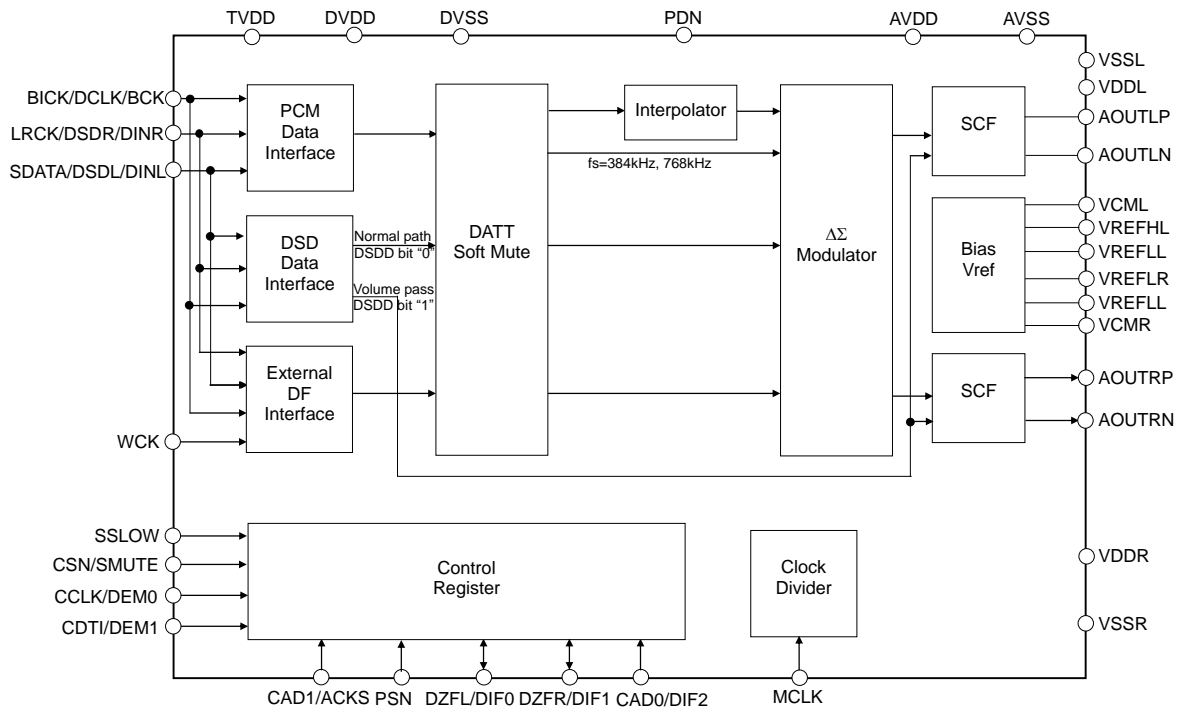 TVDD DVDD DVSS PDN AVDD AVSS
VSSL
VDDL
BICK/DCLK/BCK
LRCK/DSDR/DINR
SDATA/DSDL/DINL
PCM
Data
Interface
Interpolator
fs=384kHz, 768kHz
SCF
AOUTLP
AOUTLN
DSD
Data
Interface
Normal path
DSDD bit “0”
Volume pass
DSDD bit “1”
DATT
Soft Mute
ΔΣ
Modulator
Bias
Vref
VCML
VREFHL
VREFLL
VREFLR
VREFLL
VCMR
External
DF
Interface
WCK
SCF
AOUTRP
AOUTRN
SSLOW
CSN/SMUTE
CCLK/DEM0
CDTI/DEM1
Control
Register
Clock
Divider
VDDR
VSSR
CAD1/ACKS PSN DZFL/DIF0 DZFR/DIF1 CAD0/DIF2 MCLK